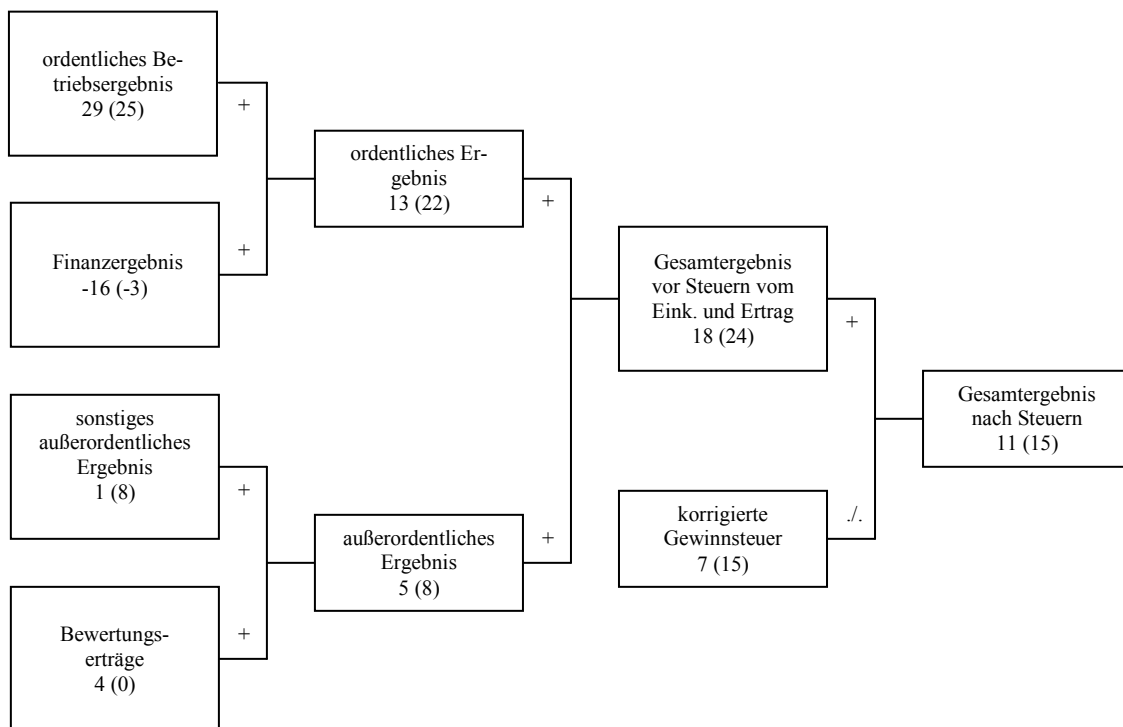 ordentliches Be-
triebsergebnis
29 (25)
+
Finanzergebnis
-16 (-3)
+
ordentliches Er-
gebnis
13 (22)
+
sonstiges
außerordentliches
Ergebnis
1 (8)
+
Bewertungs-
erträge
4 (0)
+
außerordentliches
Ergebnis
5 (8)
+
Gesamtergebnis
vor Steuern vom
Eink. und Ertrag
18 (24)
+
korrigierte
Gewinnsteuer
7 (15)
./.
Gesamtergebnis
nach Steuern
11 (15)